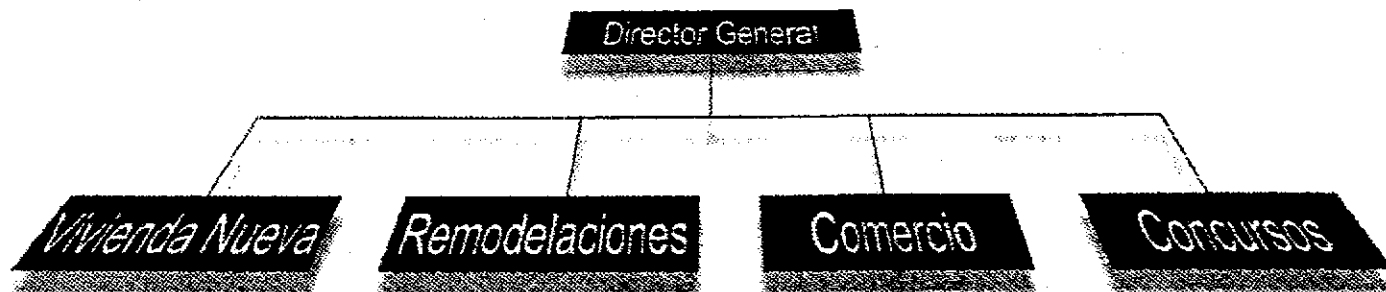 Director General
Vivienda Nueva
Remodelaciones
Comercio
Concursos